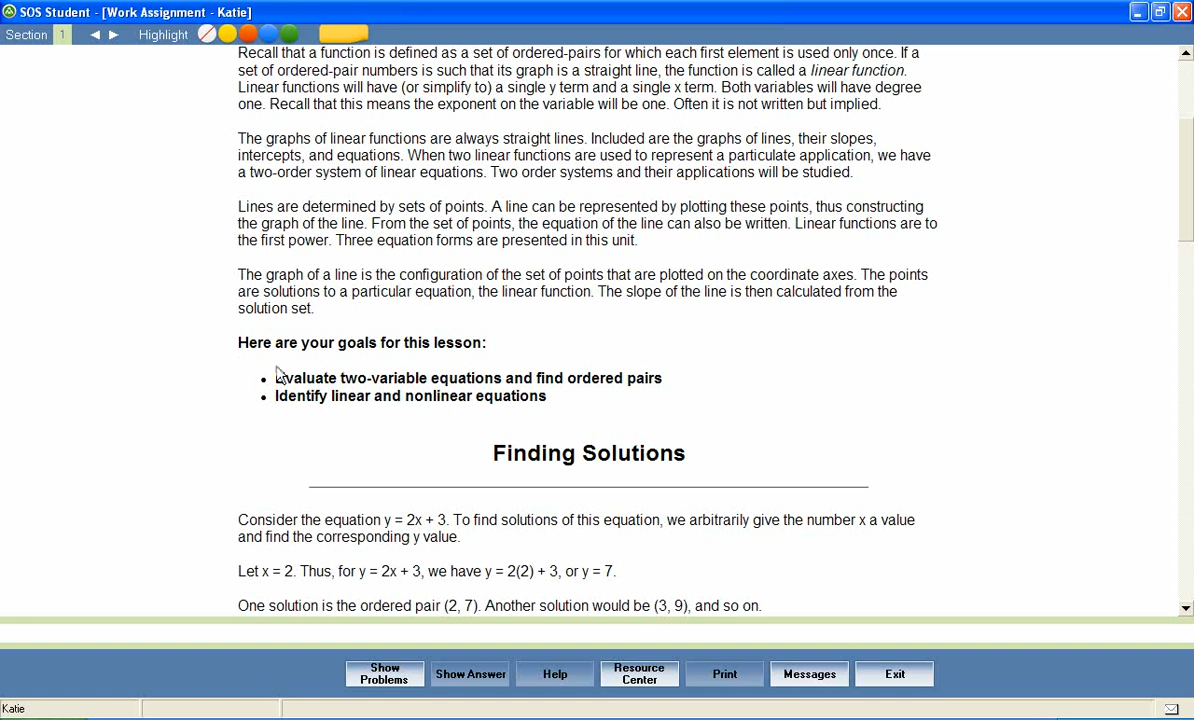 SOS Student - [Work Assignment - Katie]
Section 1 Highlight
Recall that a function is defined as a set of ordered-pairs for which each first element is used only once. If a
set of ordered-pair numbers is such that its graph is a straight line, the function is called a linear function.
Linear functions will have (or simplify to) a single y term and a single x term. Both variables will have degree
one. Recall that this means the exponent on the variable will be one. Often it is not written but implied.
The graphs of linear functions are always straight lines. Included are the graphs of lines, their slopes,
intercepts, and equations. When two linear functions are used to represent a particulate application, we have
a two-order system of linear equations. Two order systems and their applications will be studied.
Lines are determined by sets of points. A line can be represented by plotting these points, thus constructing
the graph of the line. From the set of points, the equation of the line can also be written. Linear functions are to
the first power. Three equation forms are presented in this unit.
The graph of a line is the configuration of the set of points that are plotted on the coordinate axes. The points
are solutions to a particular equation, the linear function. The slope of the line is then calculated from the
solution set.
Here are your goals for this lesson:
• Evaluate two-variable equations and find ordered pairs
• Identify linear and nonlinear equations
Finding Solutions
Consider the equation y = 2x + 3. To find solutions of this equation, we arbitrarily give the number x a value
and find the corresponding y value.
Let x = 2. Thus, for y = 2x + 3, we have y = 2(2) + 3, or y = 7.
One solution is the ordered pair (2, 7). Another solution would be (3, 9), and so on.
Show Problems
Show Answer
Help
Resource Center
Print
Messages
Exit
Katie